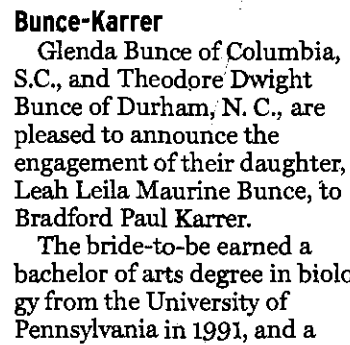 Bunce-Karrer
Glenda Bunce of Columbia,
S.C., and Theodore Dwight
Bunce of Durham, N. C., are
pleased to announce the
engagement of their daughter,
Leah Leila Maurine Bunce, to
Bradford Paul Karrer.
The bride-to-be earned a
bachelor of arts degree in biolo
gy from the University of
Pennsylvania in 1991, and a